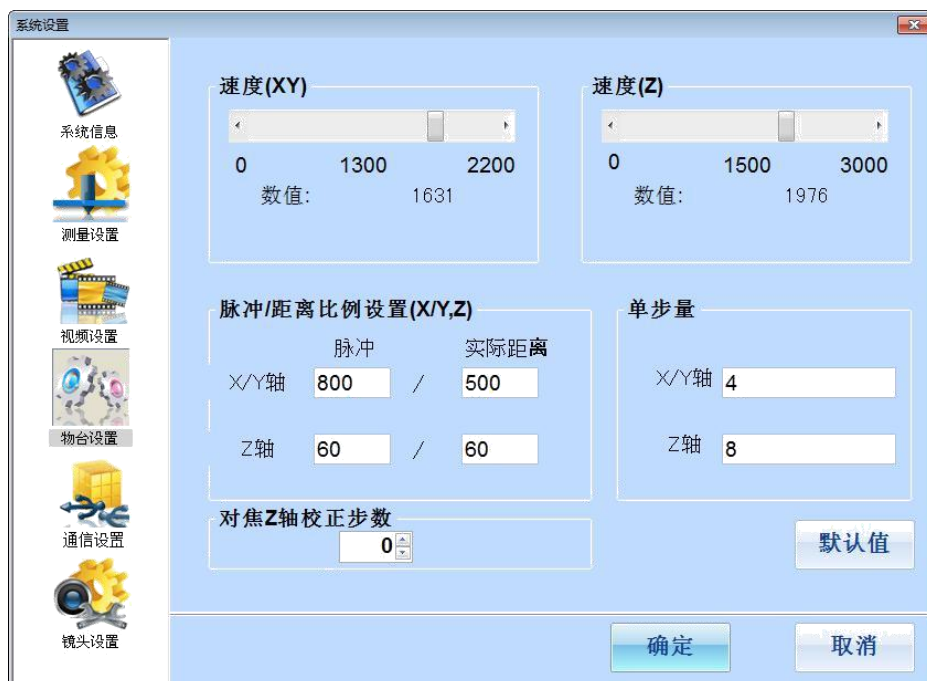 系统设置
系统信息
测量设置
视频设置
物台设置
通信设置
镜头设置
速度(XY)
0 1300 2200
数值: 1631
速度(Z)
0 1500 3000
数值: 1976
脉冲/距离比例设置(X/Y,Z)
脉冲 实际距离
X/Y轴 800 / 500
Z轴 60 / 60
单步量
X/Y轴 4
Z轴 8
对焦Z轴校正步数
0
默认值
确定 取消